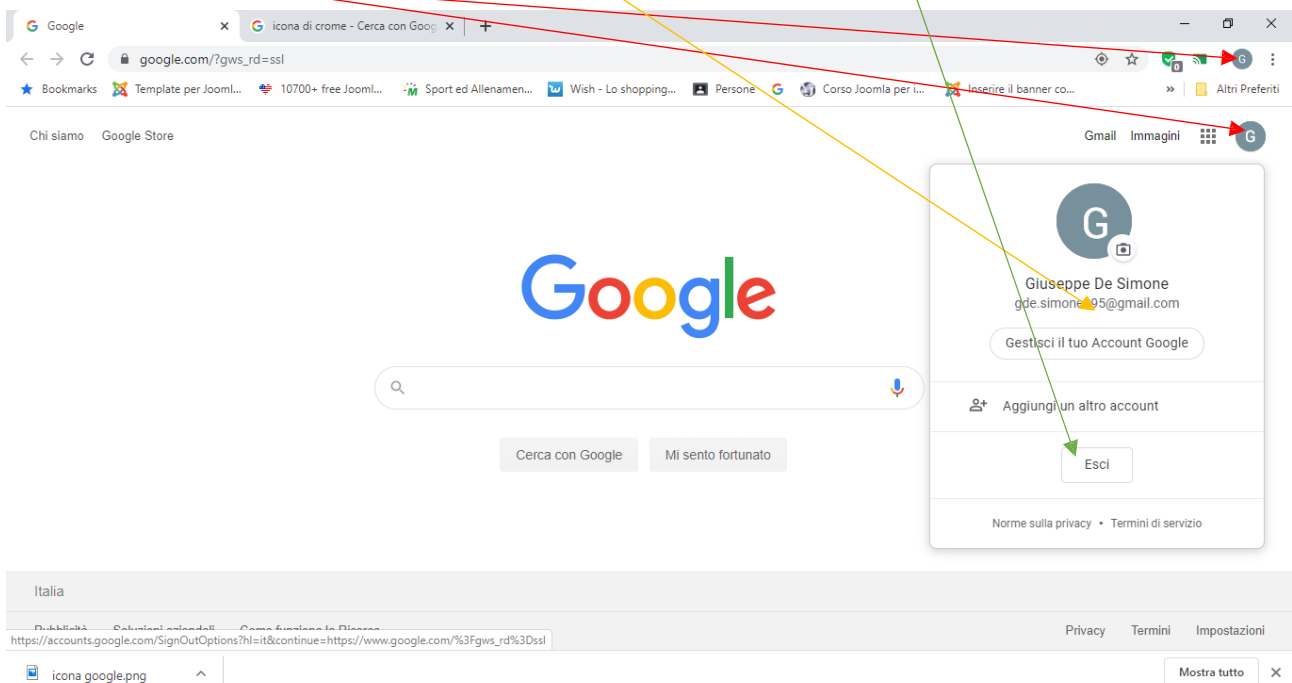 G Google
G icona di crome - Cerca con Goog
google.com/?gws_rd=ssl
0
G
Bookmarks
Template per Jooml...
10700+ free Jooml...
Sport ed Allenamen...
Wish - Lo shopping...
Persone
G
Corso Joomla per i...
Inserire il banner co...
»
Altri Preferiti
Chi siamo
Google Store
Gmail
Immagini
G
G
Giuseppe De Simone
Google
Gestisci il tuo Account Google
Aggiungi un altro account
Cerca con Google
Mi sento fortunato
Esci
Norme sulla privacy • Termini di servizio
Italia
https://accounts.google.com/SignOutOptions?hl=it&continue=https://www.google.com/%3Fgws_rd%3Dssl
Privacy
Termini
Impostazioni
icona google.png
Mostra tutto